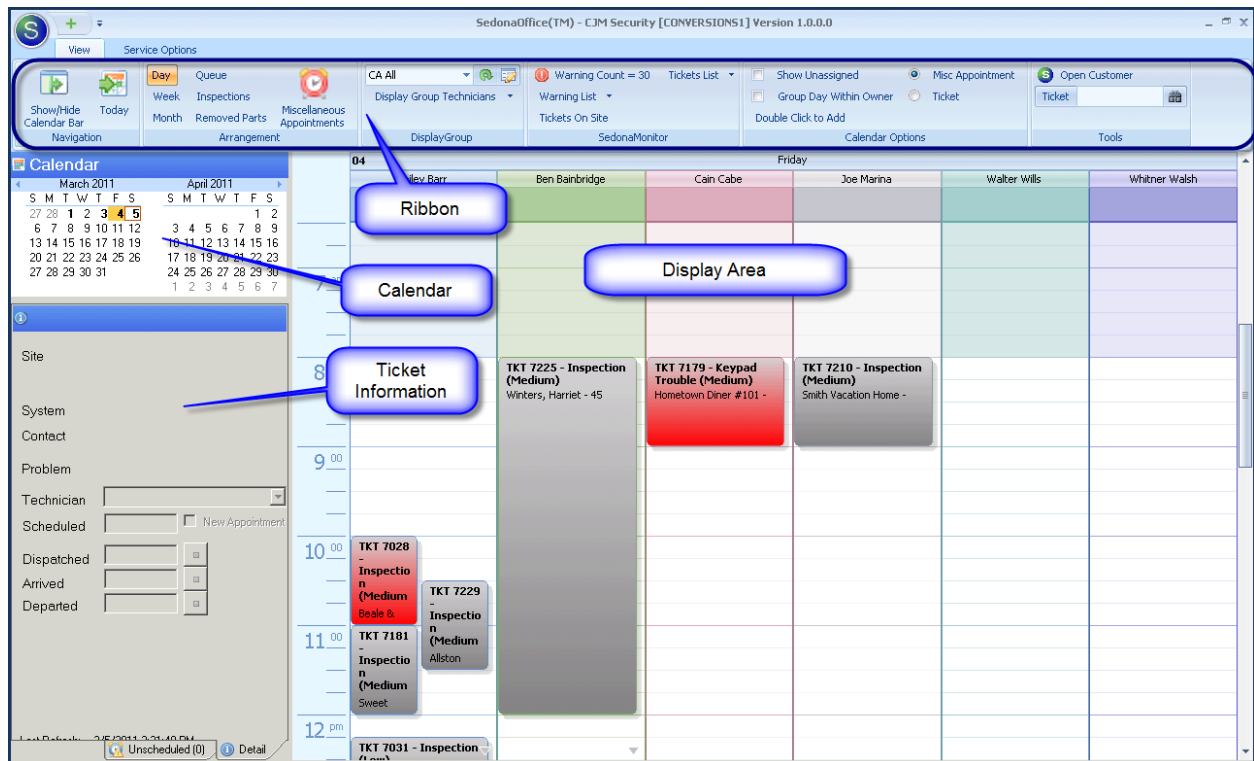 SedonaOffice(TM) - CJM Security [CONVERSIONS1] Version 1.0.0.0
S
View Service Options
Show/Hide Calendar Bar
Today
Navigation
Day Queue
Week Inspections
Month Removed Parts
Miscellaneous Appointments
Arrangement
CA All
Display Group Technicians
DisplayGroup
Warning Count = 30 Tickets List
Warning List
Tickets On Site
SedonaMonitor
Show Unassigned Misc Appointment
Group Day Within Owner Ticket
Double Click to Add
Calendar Options
S Open Customer
Ticket
Tools
Calendar
March 2011
S M T W T F S
27 28 1 2 3 4 5
6 7 8 9 10 11 12
13 14 15 16 17 18 19
20 21 22 23 24 25 26
27 28 29 30 31
April 2011
S M T W T F S
1 2
3 4 5 6 7 8 9
10 11 12 13 14 15 16
17 18 19 20 21 22 23
24 25 26 27 28 29 30
1 2 3 4 5 6 7
Site
System
Contact
Problem
Technician
Scheduled New Appointment
Dispatched
Arrived
Departed
Unscheduled (0) Detail
04 Friday
Barr Ben Bainbridge Cain Cabe Joe Marina Walter Wills Whitner Walsh
Ribbon
Display Area
Calendar
Ticket
Information
7
8
9 00
10 00
11 00
12 pm
TKT 7225 - Inspection
(Medium)
Winters, Harriet - 45
TKT 7179 - Keypad
Trouble (Medium)
Hometown Diner #101 -
TKT 7210 - Inspection
(Medium)
Smith Vacation Home -
TKT 7028
-
Inspectio
n
(Medium
Beale &
TKT 7229
-
Inspectio
n
(Medium
Allston
TKT 7181
-
Inspectio
n
(Medium
Sweet
TKT 7031 - Inspection